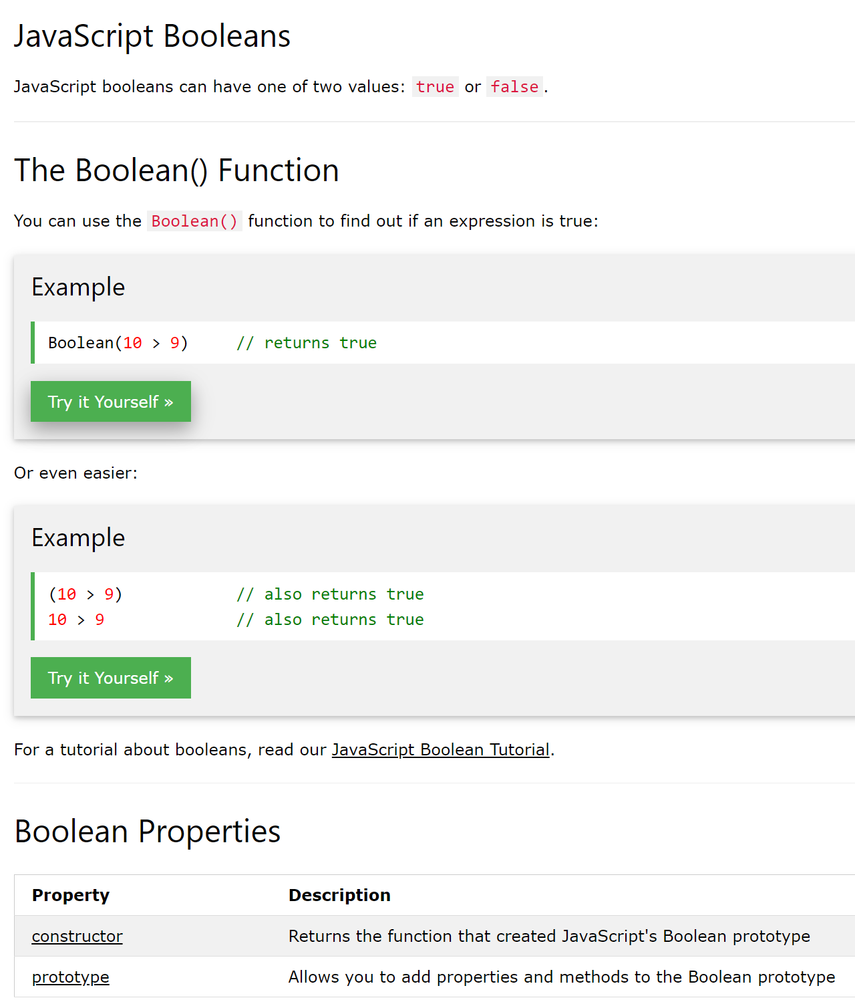 JavaScript Booleans
JavaScript booleans can have one of two values: true or false.
The Boolean() Function
You can use the Boolean() function to find out if an expression is true:
Example
Boolean(10 > 9)     // returns true
Try it Yourself »
Or even easier:
Example
(10 > 9)            // also returns true
10 > 9              // also returns true
Try it Yourself »
For a tutorial about booleans, read our JavaScript Boolean Tutorial.
Boolean Properties
Property Description
constructor Returns the function that created JavaScript's Boolean prototype
prototype Allows you to add properties and methods to the Boolean prototype